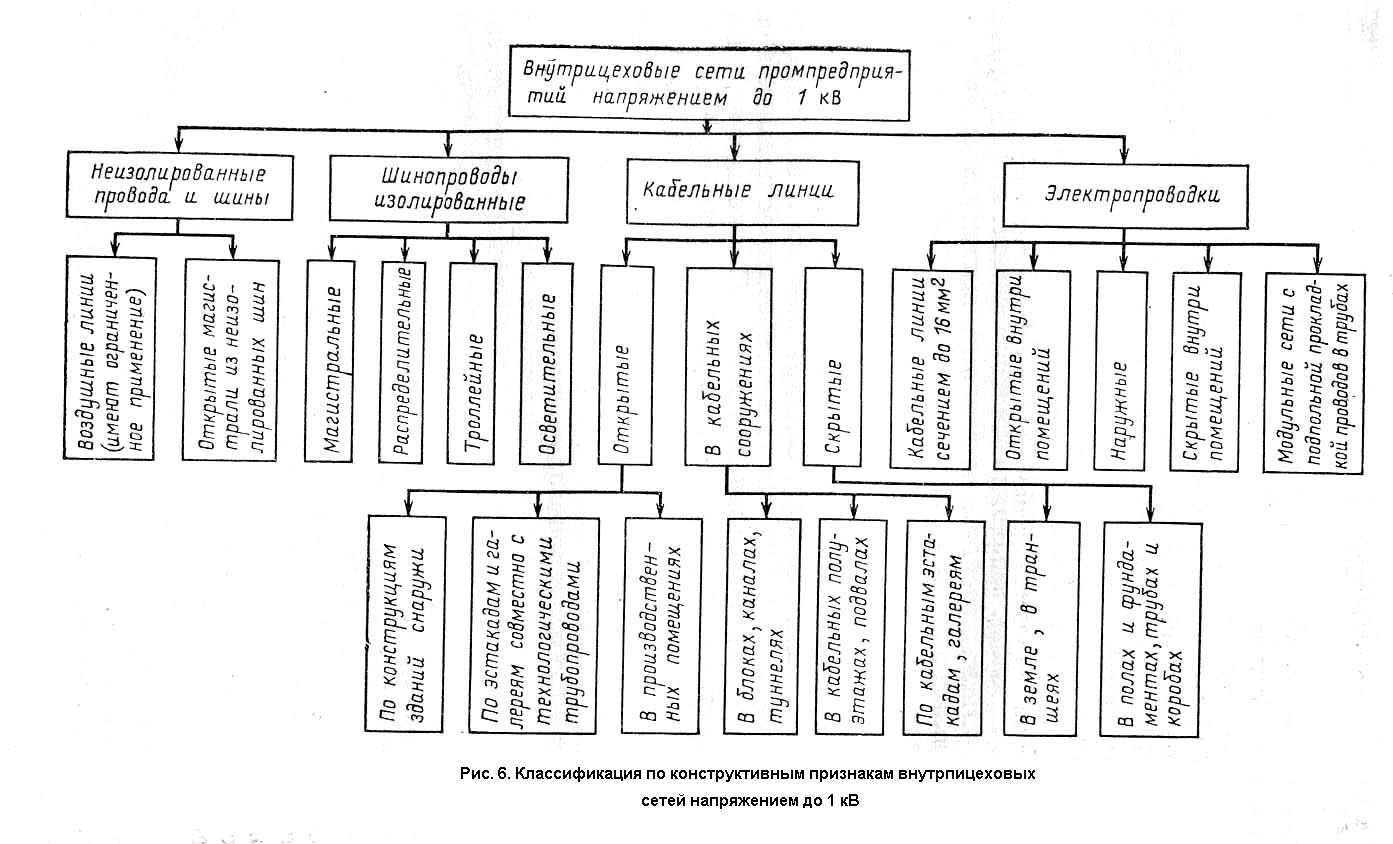 Внутрицеховые сети промпредприя-
тий напряжением до 1 кВ
Неизолированные
провода и шины
Шинопроводы
изолированные
Кабельные линии
Электропроводки
Воздушные линии
(имеют ограничен-
ное применение)
Открытые магис-
трали из неизо-
лированных шин
Магистральные
Распределительные
Троллейные
Осветительные
Открытые
В кабельных
сооружениях
Скрытые
Кабельные линии
сечением до 16 мм2
Открытые внутри
помещений
Наружные
Скрытые внутри
помещений
Модульные сети с
подпольной проклад-
кой проводов в трубах
По конструкциям
зданий снаружи
По эстакадам и га-
лереям совместно с
технологическими
трубопроводами
В производствен-
ных помещениях
В блоках, каналах,
туннелях
В кабельных полу-
этажах, подвалах
По кабельным эста-
кадам, галереям
В земле, в тран-
шеях
В полах и фунда-
ментах, трубах и
коробах
Рис. 6. Классификация по конструктивным признакам внутрпицеховых
сетей напряжением до 1 кВ